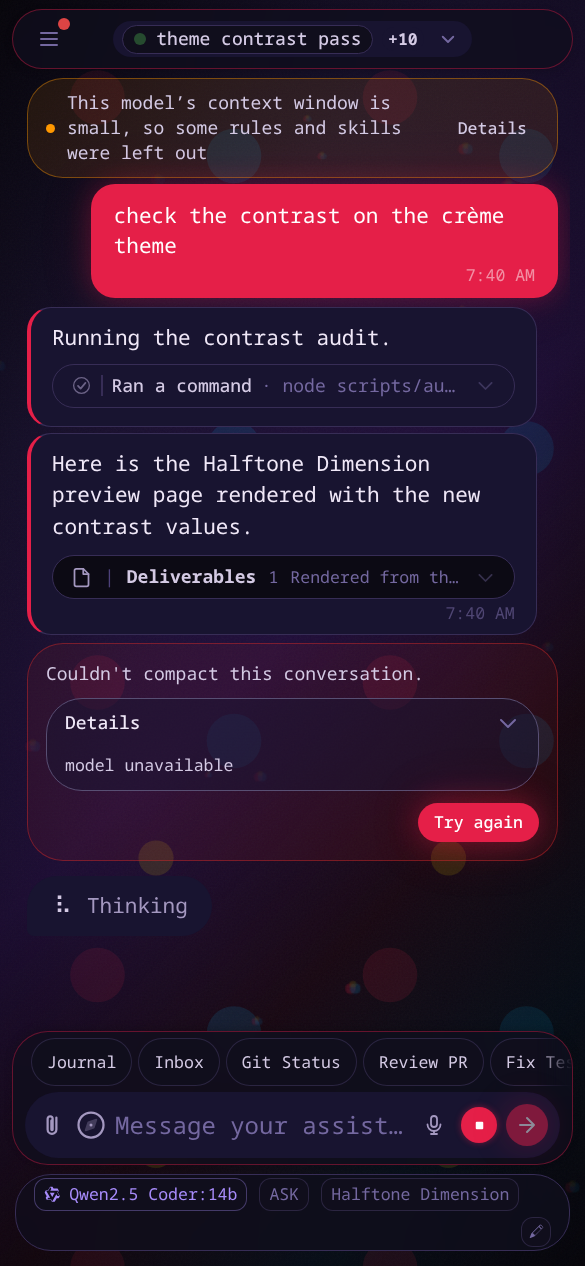 theme contrast pass +10
This model's context window is
small, so some rules and skills
were left out
Details
check the contrast on the crème
theme
7:40 AM
Running the contrast audit.
Ran a command · node scripts/au…
Here is the Halftone Dimension
preview page rendered with the new
contrast values.
Deliverables 1 Rendered from th…
7:40 AM
Couldn't compact this conversation.
Details
model unavailable
Try again
Thinking
Journal Inbox Git Status Review PR Fix Te
Message your assist…
Qwen2.5 Coder:14b ASK Halftone Dimension